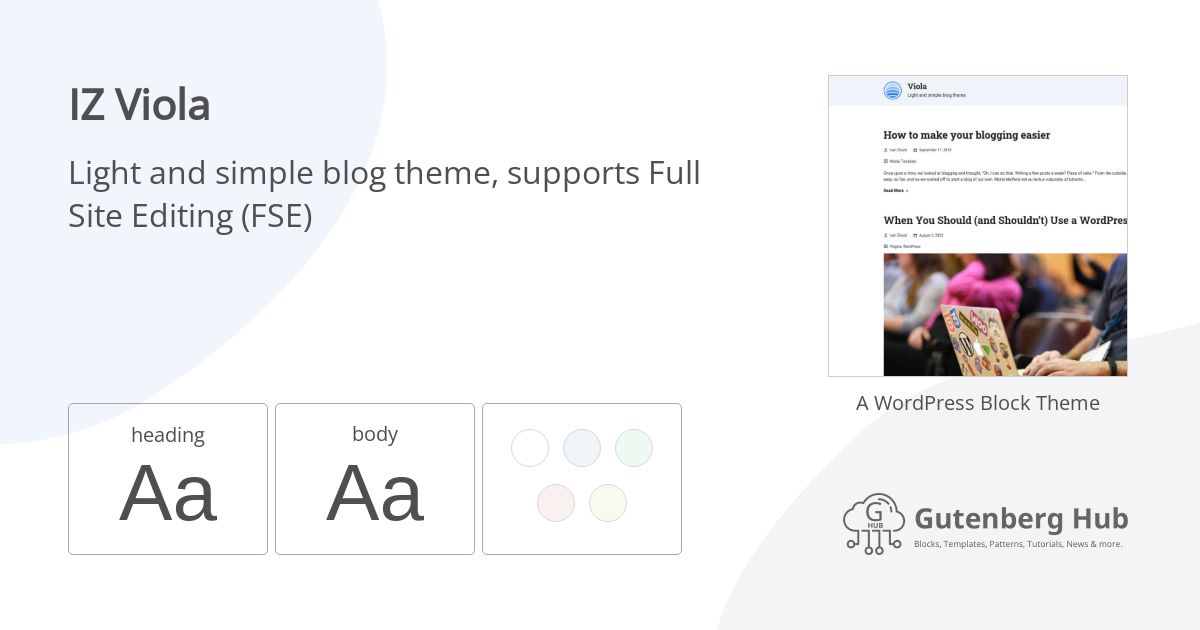 IZ Viola
Light and simple blog theme, supports Full
Site Editing (FSE)
Viola
Light and simple blog theme
How to make your blogging easier
Ivan Zhuck September 11, 2023
Media, Template
Once upon a time, we looked at blogging and thought, "Oh, I can do that. Writing a few posts a week? Piece of cake." From the outside,
easy, so fun, and so we rushed off to start a blog of our own.
Read More
When You Should (and Shouldn't) Use a WordPres
Ivan Zhuck August 3, 2023
Plugins, WordPress
A WordPress Block Theme
heading
Aa
body
Aa
G
HUB
Gutenberg Hub
Blocks, Templates, Patterns, Tutorials, News & more.